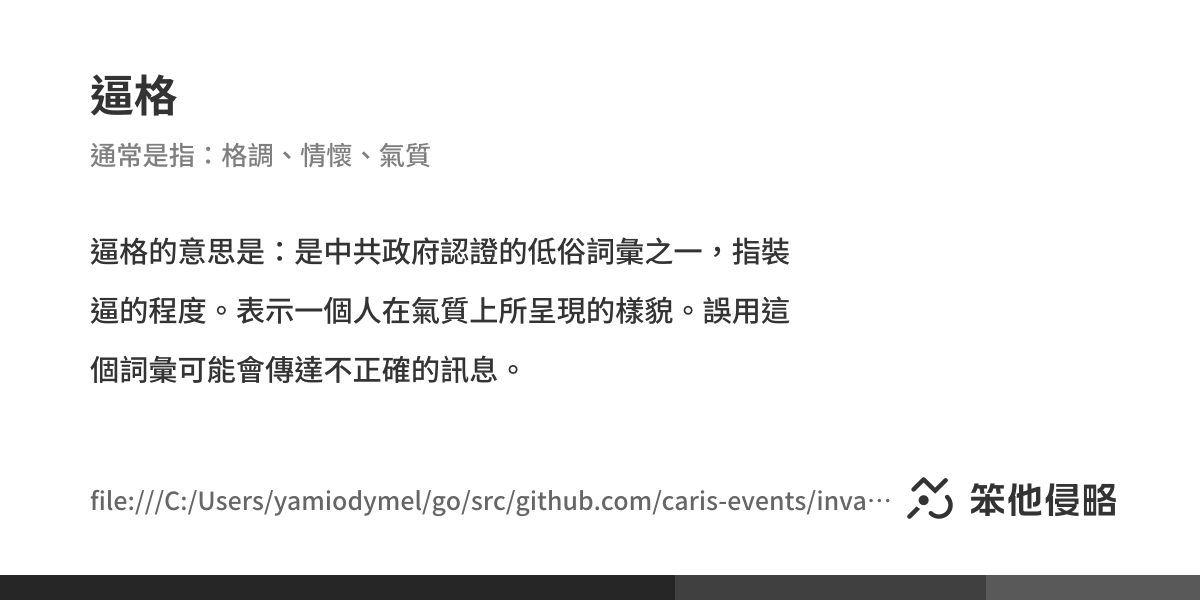 逼格
通常是指：格調、情懷、氣質
逼格的意思是：是中共政府認證的低俗詞彙之一，指裝
逼的程度。表示一個人在氣質上所呈現的樣貌。誤用這
個詞彙可能會傳達不正確的訊息。
file:///C:/Users/yamiodymel/go/src/github.com/caris-events/inva⋯
笨他侵略